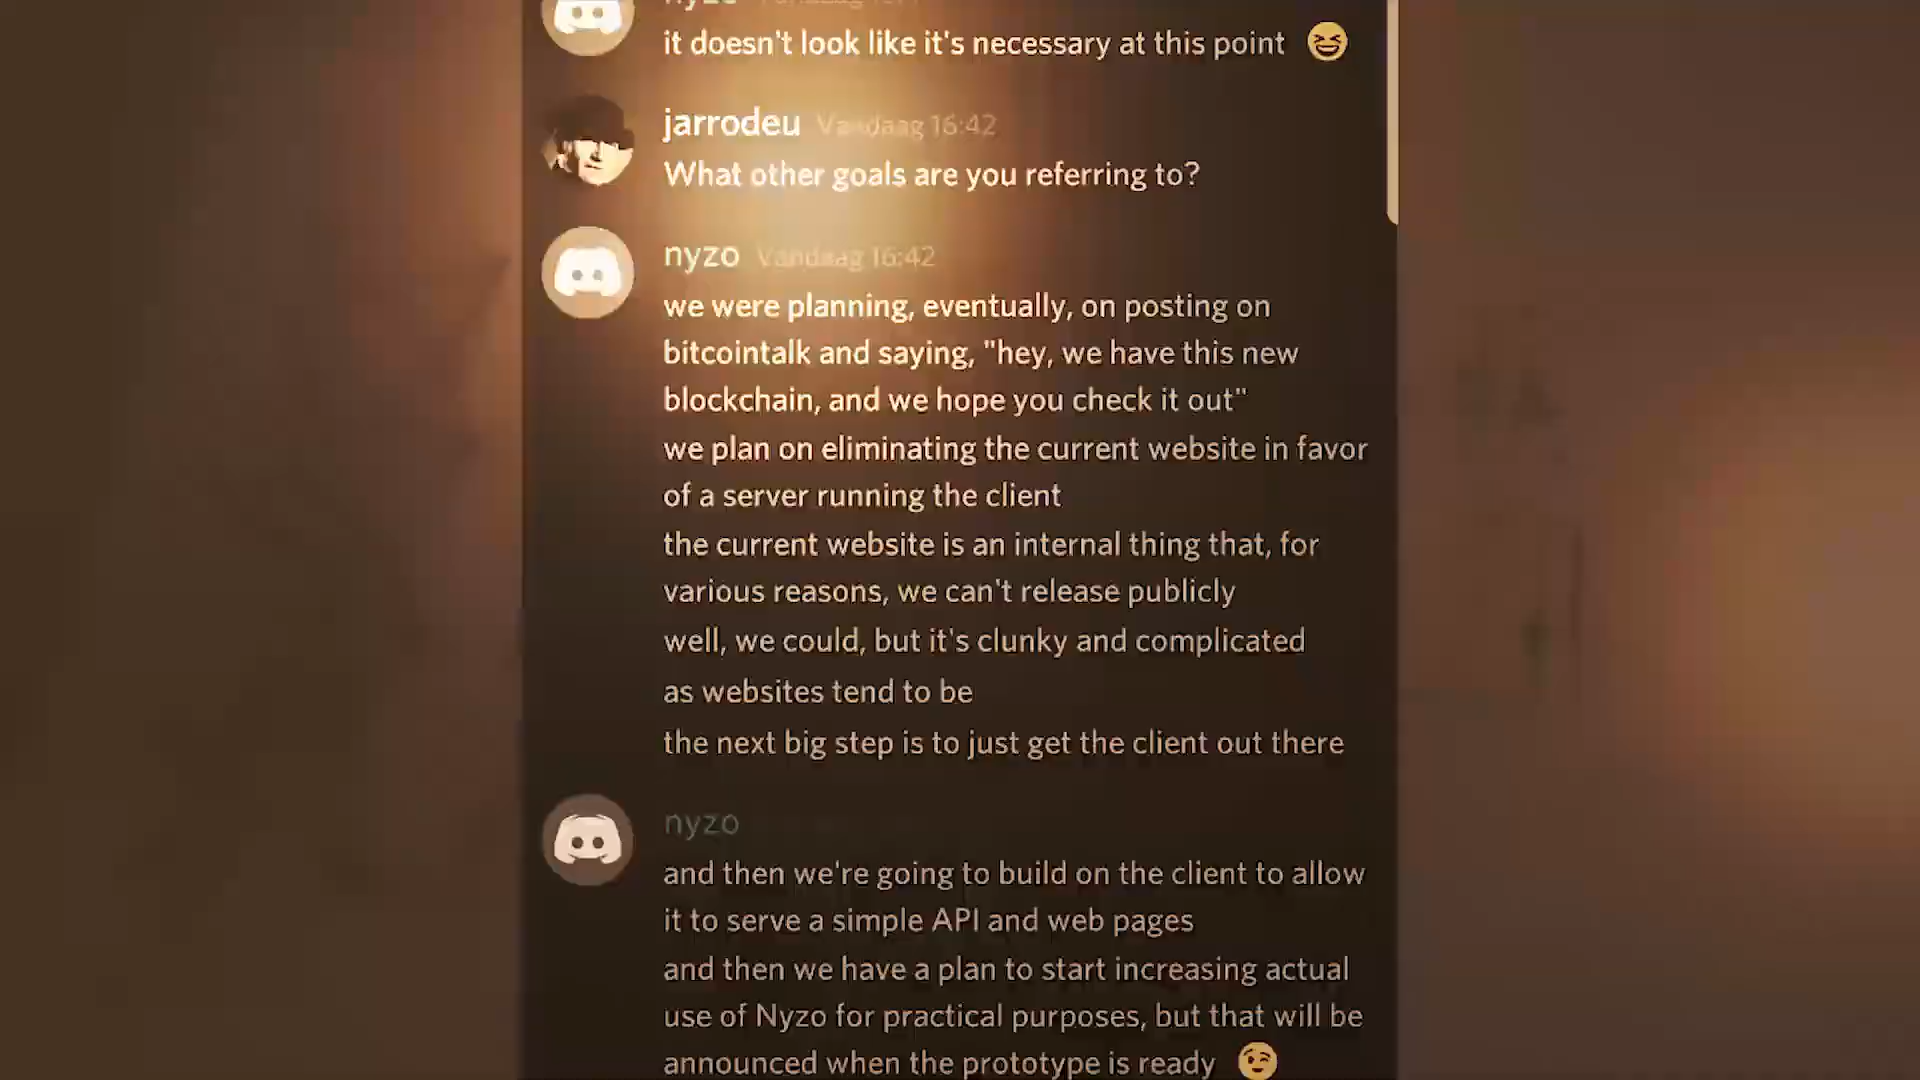 nyzo
it doesn't look like it's necessary at this point 😆
jarrodeu Vandaag 16:42
What other goals are you referring to?
nyzo Vandaag 16:42
we were planning, eventually, on posting on
bitcointalk and saying, "hey, we have this new
blockchain, and we hope you check it out"
we plan on eliminating the current website in favor
of a server running the client
the current website is an internal thing that, for
various reasons, we can't release publicly
well, we could, but it's clunky and complicated
as websites tend to be
the next big step is to just get the client out there
nyzo
and then we're going to build on the client to allow
it to serve a simple API and web pages
and then we have a plan to start increasing actual
use of Nyzo for practical purposes, but that will be
announced when the prototype is ready 😉